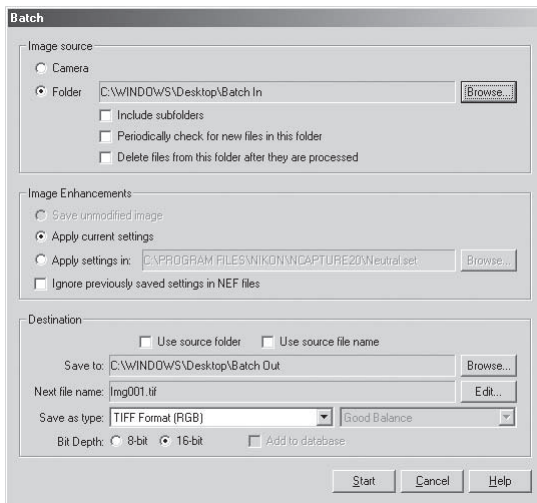 Batch
Image source
Camera
Folder C:\WINDOWS\Desktop\Batch In Browse...
Include subfolders
Periodically check for new files in this folder
Delete files from this folder after they are processed
Image Enhancements
Save unmodified image
Apply current settings
Apply settings in: C:\PROGRAM FILES\NIKON\NCAPTURE20\Neutral.set Browse...
Ignore previously saved settings in NEF files
Destination
Use source folder Use source file name
Save to: C:\WINDOWS\Desktop\Batch Out Browse...
Next file name: Img001.tif Edit...
Save as type: TIFF Format (RGB) Good Balance
Bit Depth: 8-bit 16-bit Add to database
Start Cancel Help